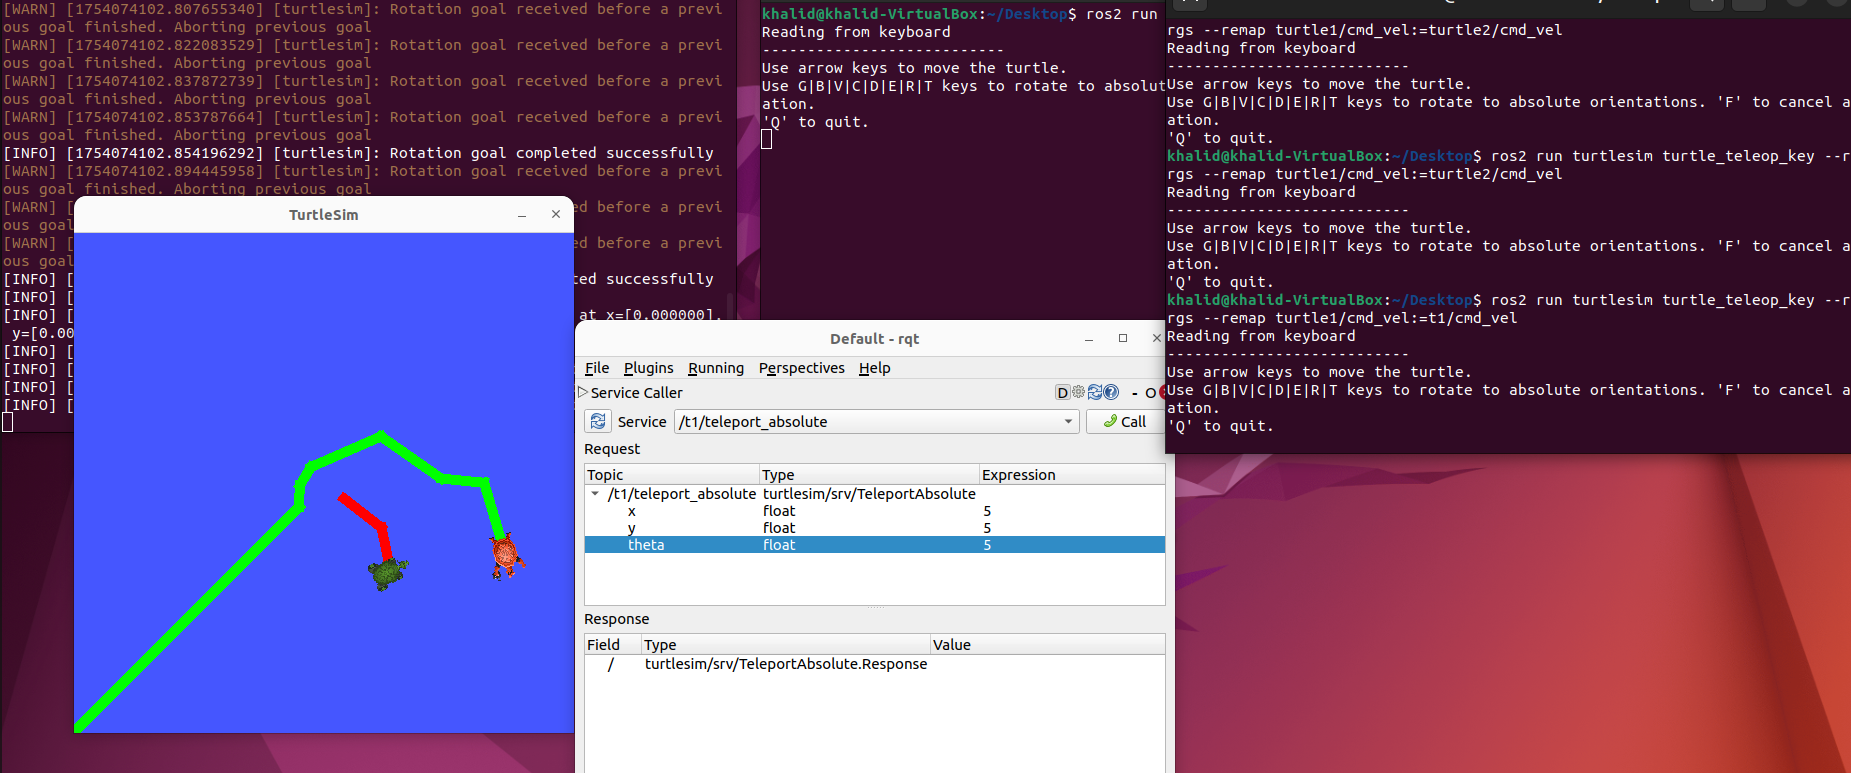 [WARN] [1754074102.807655340] [turtlesim]: Rotation goal received before a previ
ous goal finished. Aborting previous goal
[WARN] [1754074102.822083529] [turtlesim]: Rotation goal received before a previ
ous goal finished. Aborting previous goal
[WARN] [1754074102.837872739] [turtlesim]: Rotation goal received before a previ
ous goal finished. Aborting previous goal
[WARN] [1754074102.853787664] [turtlesim]: Rotation goal received before a previ
ous goal finished. Aborting previous goal
[INFO] [1754074102.854196292] [turtlesim]: Rotation goal completed successfully
[WARN] [1754074102.894445958] [turtlesim]: Rotation goal received before a previ
ous goal finished. Aborting previous goal
[WARN] [ ed before a previ
ous goal
[WARN] [ ed before a previ
ous goal
[INFO] [ ted successfully
[INFO] [
[INFO] [ at x=[0.000000],
y=[0.00
[INFO] [
[INFO] [
[INFO] [
[INFO] [
TurtleSim
khalid@khalid-VirtualBox:~/Desktop$ ros2 run
Reading from keyboard
---------------------------
Use arrow keys to move the turtle.
Use G|B|V|C|D|E|R|T keys to rotate to absolut
ation.
'Q' to quit.
rgs --remap turtle1/cmd_vel:=turtle2/cmd_vel
Reading from keyboard
---------------------------
Use arrow keys to move the turtle.
Use G|B|V|C|D|E|R|T keys to rotate to absolute orientations. 'F' to cancel a
ation.
'Q' to quit.
khalid@khalid-VirtualBox:~/Desktop$ ros2 run turtlesim turtle_teleop_key --r
rgs --remap turtle1/cmd_vel:=turtle2/cmd_vel
Reading from keyboard
---------------------------
Use arrow keys to move the turtle.
Use G|B|V|C|D|E|R|T keys to rotate to absolute orientations. 'F' to cancel a
ation.
'Q' to quit.
khalid@khalid-VirtualBox:~/Desktop$ ros2 run turtlesim turtle_teleop_key --r
rgs --remap turtle1/cmd_vel:=t1/cmd_vel
Reading from keyboard
---------------------------
Use arrow keys to move the turtle.
Use G|B|V|C|D|E|R|T keys to rotate to absolute orientations. 'F' to cancel a
ation.
'Q' to quit.
Default - rqt
File Plugins Running Perspectives Help
Service Caller D - O
Service /t1/teleport_absolute Call
Request
Topic Type Expression
/t1/teleport_absolute turtlesim/srv/TeleportAbsolute
x float 5
y float 5
theta float 5
Response
Field Type Value
/ turtlesim/srv/TeleportAbsolute.Response